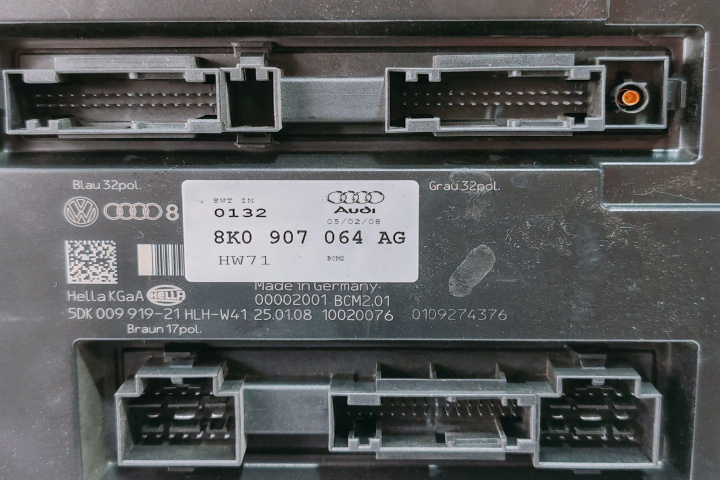 Blau 32pol.
Grau 32pol.
8
BWT IN
0132
Audi
05/02/08
8K0 907 064 AG
HW71
BCM2
Hella KGaA HELLA
Made in Germany
00002001 BCM2.01
5DK 009 919-21 HLH-W41 25.01.08 10020076 0109274376
Braun 17pol.